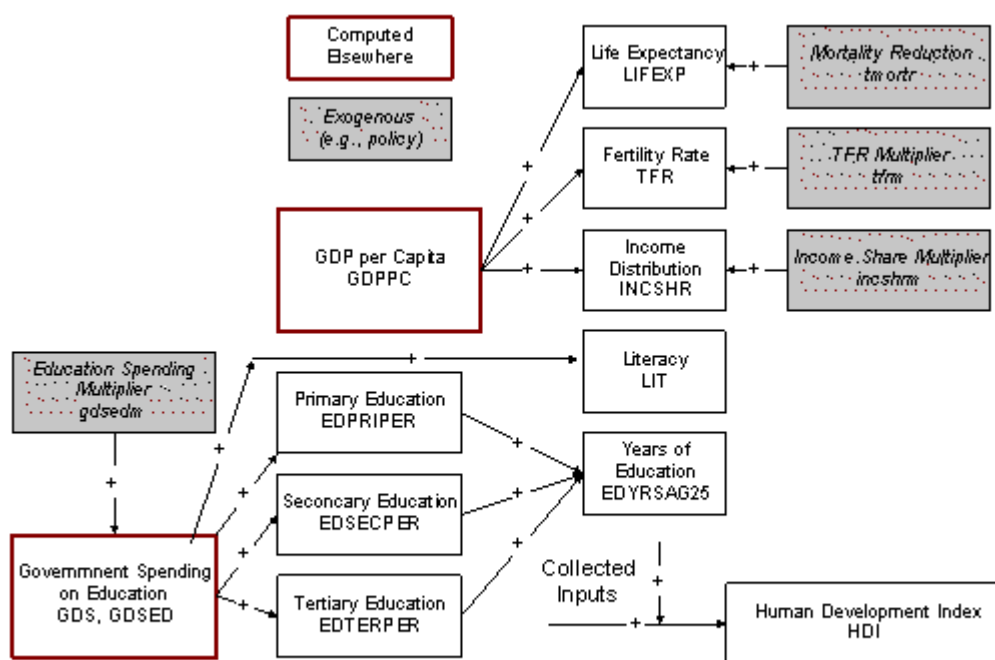 Computed
Elsewhere
Exogenous
(e.g., policy)
Life Expectancy
LIFEXP
+
Mortality Reduction
tmortr
+
Fertility Rate
TFR
+
TFR Multiplier
tfrm
+
GDP per Capita
GDPPC
+
Income
Distribution
INCSHR
+
Income Share Multiplier
incshrm
Education Spending
Multiplier
gdsedm
+
+
Literacy
LIT
Primary Education
EDPRIPER
+
+
Years of
Education
EDYRSAG25
+
+
Seconcary Education
EDSECPER
+
+
Governmnent Spending
on Education
GDS, GDSED
+
Tertiary Education
EDTERPER
+
Collected
Inputs
+
+
Human Development Index
HDI